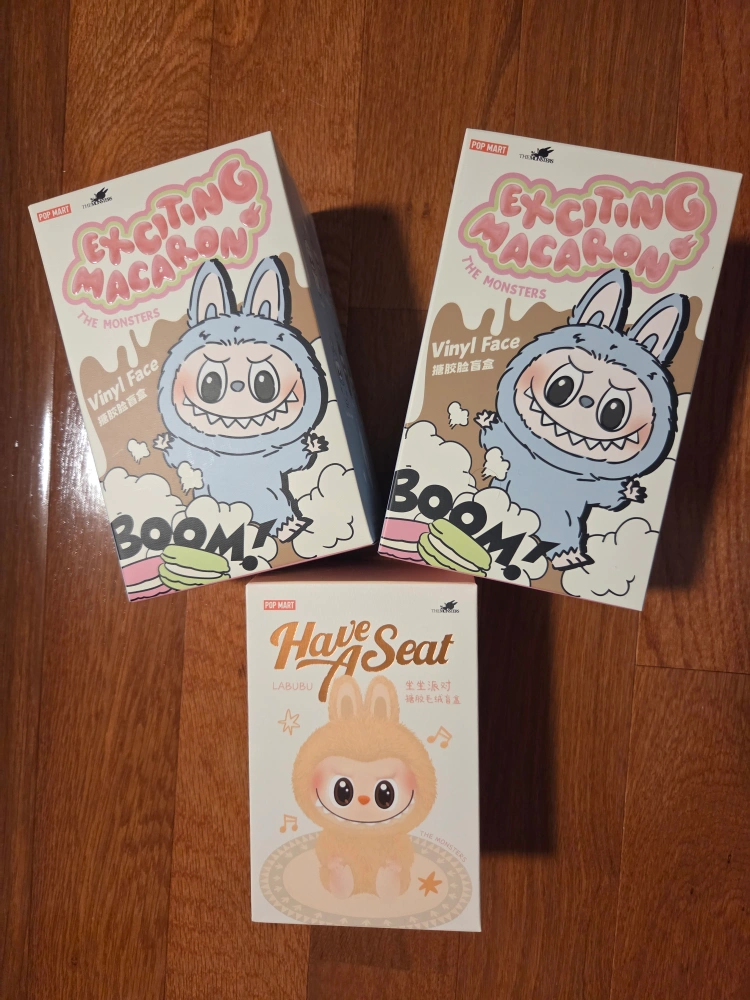 POP MART
THE MONSTERS
EXCITING
MACARON
THE MONSTERS
Vinyl Face
搪胶脸盲盒
BOOM!
POP MART
THE MONSTERS
EXCITING
MACARON
THE MONSTERS
Vinyl Face
搪胶脸盲盒
BOOM!
POP MART
THE MONSTERS
Have
A Seat
LABUBU
坐坐派对
搪胶毛绒盲盒
THE MONSTERS